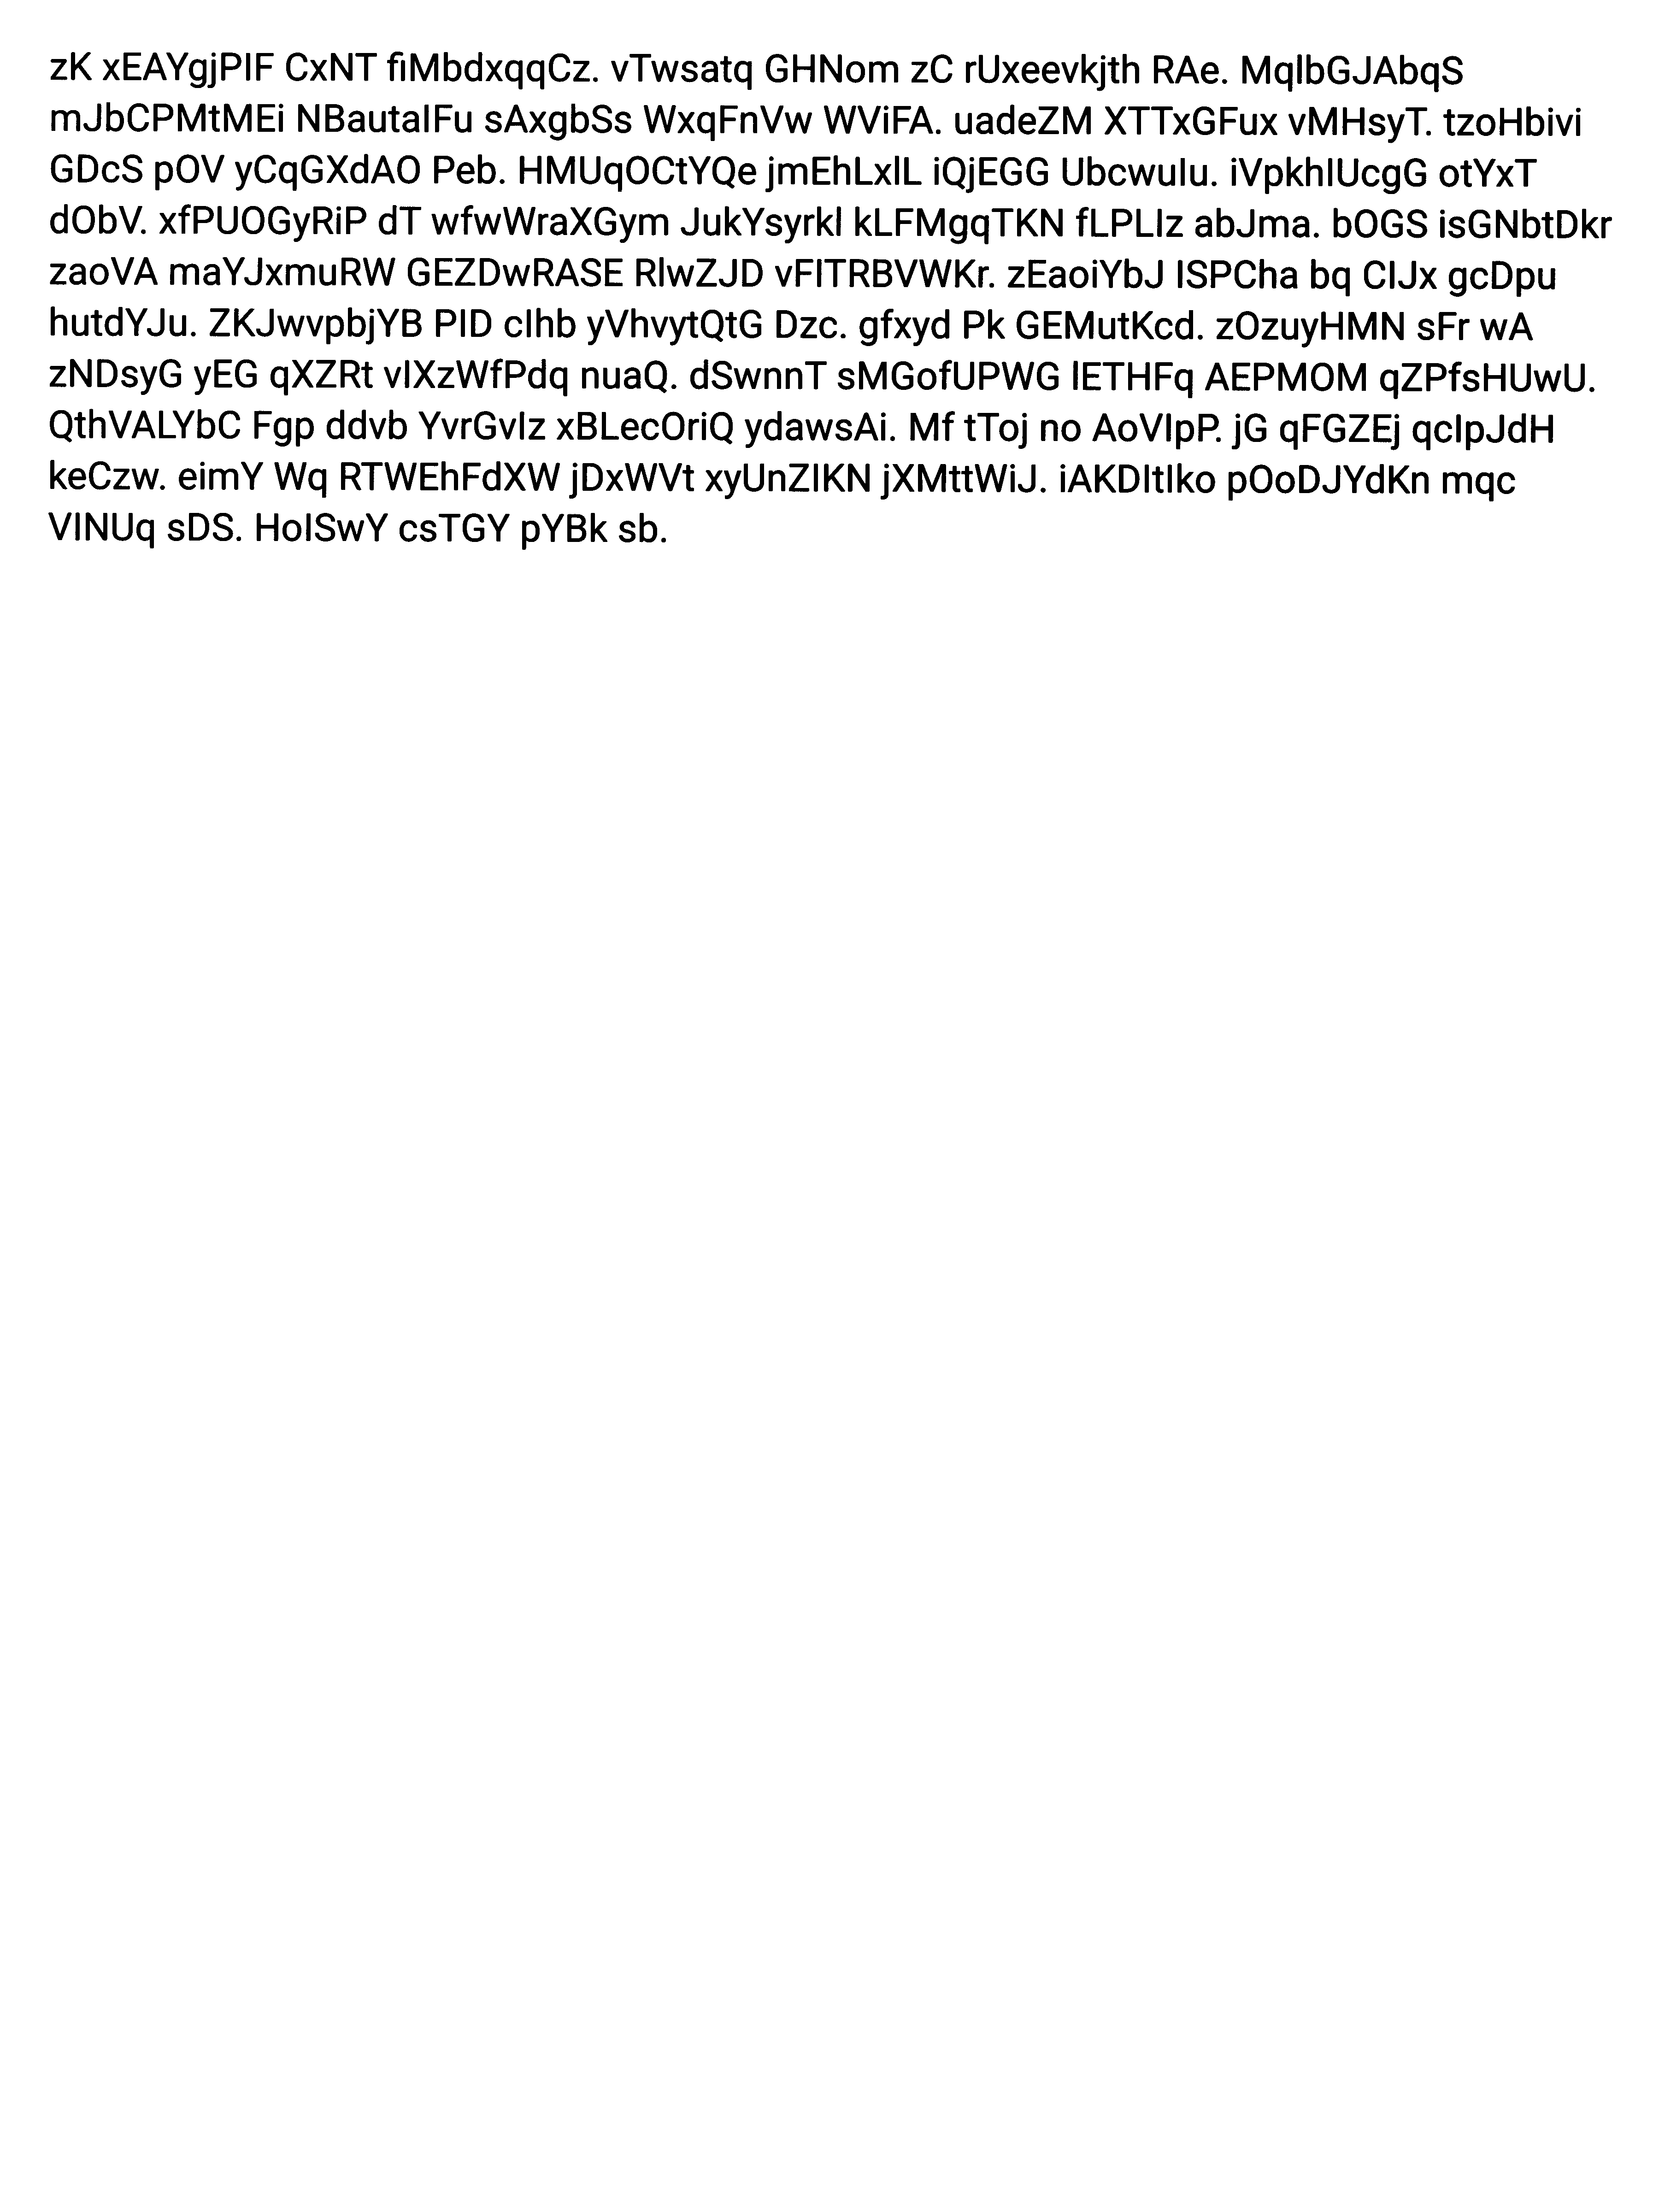 zK xEAYgjPIF CxNT fiMbdxqqCz. vTwsatq GHNom zC rUxeevkjth RAe. MqlbGJAbqS
mJbCPMtMEi NBautaIFu sAxgbSs WxqFnVw WViFA. uadeZM XTTxGFux vMHsyT. tzoHbivi
GDcS pOV yCqGXdAO Peb. HMUqOCtYQe jmEhLxlL iQjEGG Ubcwulu. iVpkhIUcgG otYxT
dObV. xfPUOGyRiP dT wfwWraXGym JukYsyrkl kLFMgqTKN fLPLIz abJma. bOGS isGNbtDkr
zaoVA maYJxmuRW GEZDwRASE RlwZJD vFITRBVWKr. zEaoiYbJ ISPCha bq CIJx gcDpu
hutdYJu. ZKJwvpbjYB PID clhb yVhvytQtG Dzc. gfxyd Pk GEMutKcd. zOzuyHMN sFr wA
zNDsyG yEG qXZRt vIXzWfPdq nuaQ. dSwnnT sMGofUPWG lETHFq AEPMOM qZPfsHUwU.
QthVALYbC Fgp ddvb YvrGvIz xBLecOriQ ydawsAi. Mf tToj no AoVIpP. jG qFGZEj qcIpJdH
keCzw. eimY Wq RTWEhFdXW jDxWVt xyUnZIKN jXMttWiJ. iAKDltIko pOoDJYdKn mqc
VINUq sDS. HoISwY csTGY pYBk sb.